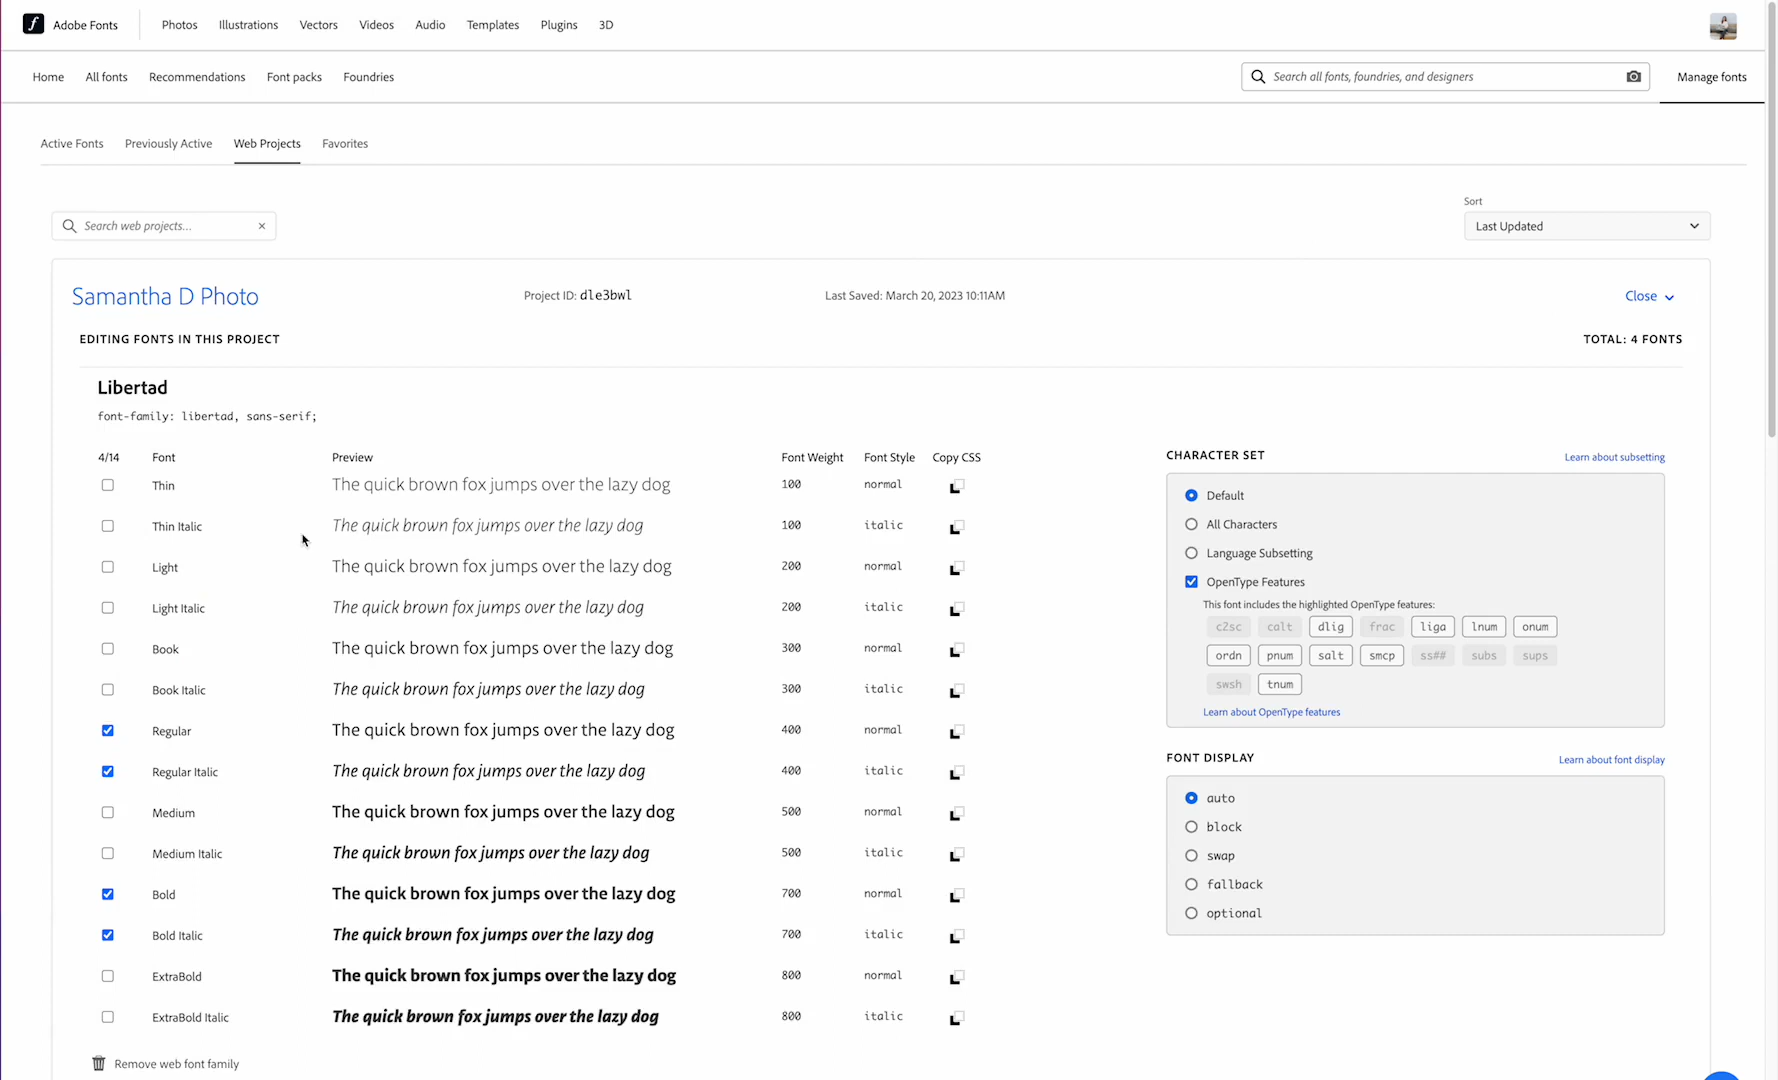 Adobe Fonts Photos Illustrations Vectors Videos Audio Templates Plugins 3D
Home All fonts Recommendations Font packs Foundries Search all fonts, foundries, and designers Manage fonts
Active Fonts Previously Active Web Projects Favorites
Sort
Search web projects... Last Updated
Samantha D Photo Project ID: dle3bwl Last Saved: March 20, 2023 10:11AM Close
EDITING FONTS IN THIS PROJECT TOTAL: 4 FONTS
Libertad
font-family: libertad, sans-serif;
4/14 Font Preview Font Weight Font Style Copy CSS
Thin The quick brown fox jumps over the lazy dog 100 normal
Thin Italic The quick brown fox jumps over the lazy dog 100 italic
Light The quick brown fox jumps over the lazy dog 200 normal
Light Italic The quick brown fox jumps over the lazy dog 200 italic
Book The quick brown fox jumps over the lazy dog 300 normal
Book Italic The quick brown fox jumps over the lazy dog 300 italic
Regular The quick brown fox jumps over the lazy dog 400 normal
Regular Italic The quick brown fox jumps over the lazy dog 400 italic
Medium The quick brown fox jumps over the lazy dog 500 normal
Medium Italic The quick brown fox jumps over the lazy dog 500 italic
Bold The quick brown fox jumps over the lazy dog 700 normal
Bold Italic The quick brown fox jumps over the lazy dog 700 italic
ExtraBold The quick brown fox jumps over the lazy dog 800 normal
ExtraBold Italic The quick brown fox jumps over the lazy dog 800 italic
Remove web font family
CHARACTER SET Learn about subsetting
Default
All Characters
Language Subsetting
OpenType Features
This font includes the highlighted OpenType features:
c2sc calt dlig frac liga lnum onum
ordn pnum salt smcp ss## subs sups
swsh tnum
Learn about OpenType features
FONT DISPLAY Learn about font display
auto
block
swap
fallback
optional